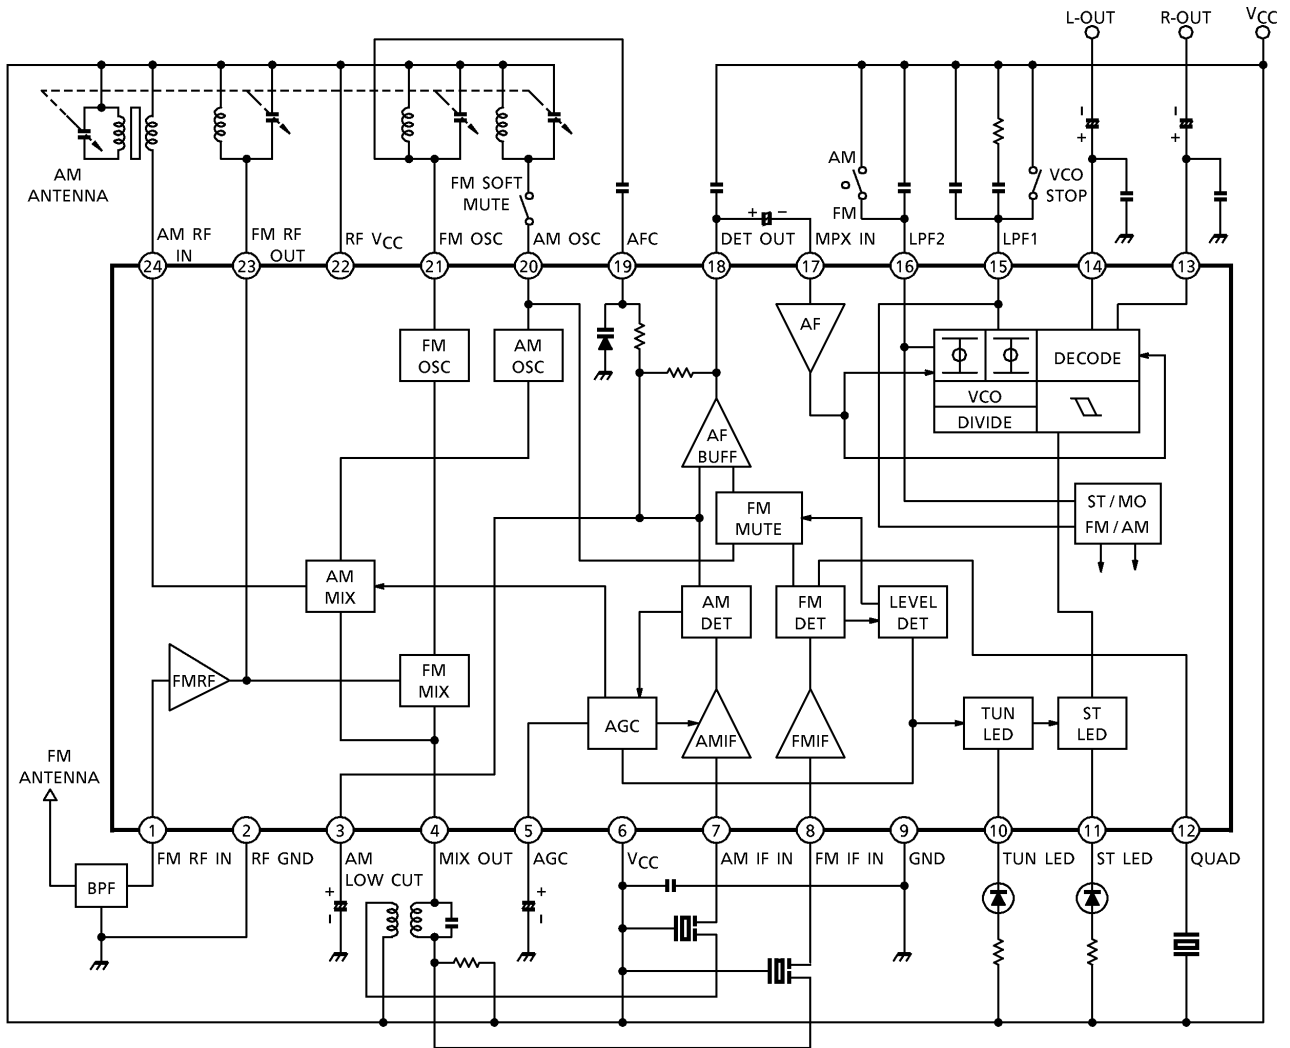 L-OUT R-OUT VCC
AM
ANTENNA
FM SOFT
MUTE
AM
FM
VCO
STOP
AM RF
IN
FM RF
OUT
RF VCC
FM OSC
AM OSC
AFC
DET OUT
MPX IN
LPF2
LPF1
24 23 22 21 20 19 18 17 16 15 14 13
FM
OSC
AM
OSC
AF
DECODE
VCO
DIVIDE
AF
BUFF
FM
MUTE
ST / MO
FM / AM
AM
MIX
AM
DET
FM
DET
LEVEL
DET
FMRF
FM
MIX
AGC
AMIF
FMIF
TUN
LED
ST
LED
FM
ANTENNA
1 2 3 4 5 6 7 8 9 10 11 12
FM RF IN
RF GND
AM
LOW CUT
MIX OUT
AGC
VCC
AM IF IN
FM IF IN
GND
TUN LED
ST LED
QUAD
BPF